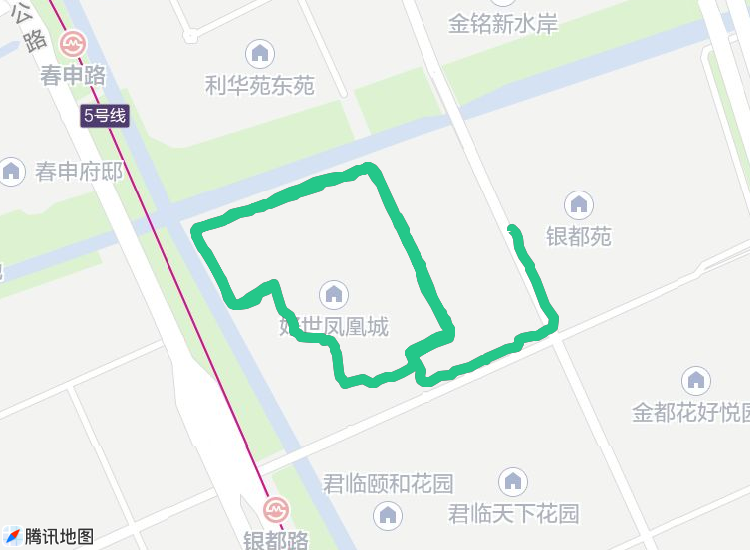 公路
金铭新水岸
春申路
利华苑东苑
5号线
春申府邸
银都苑
好世凤凰城
金都花好悦园
君临颐和花园
君临天下花园
银都路
腾讯地图